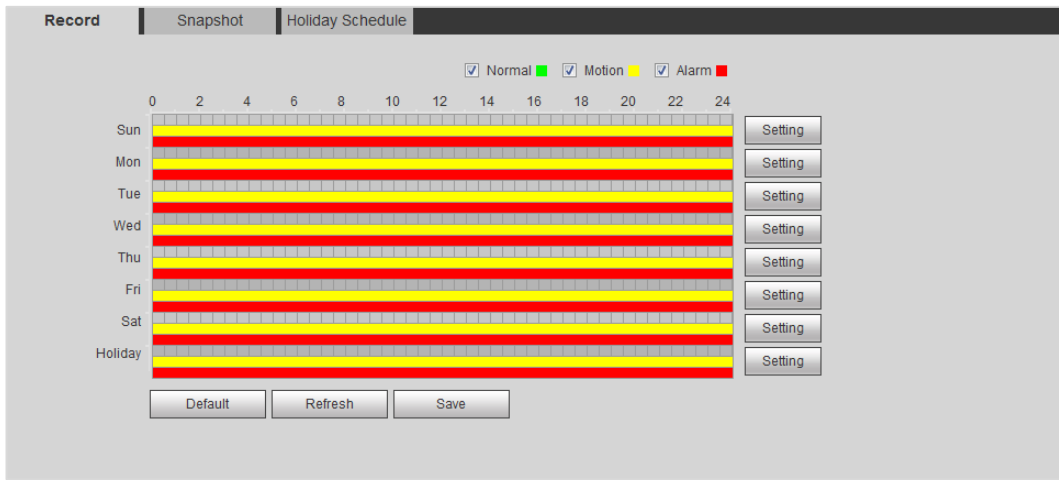 Record Snapshot Holiday Schedule
Normal Motion Alarm
0 2 4 6 8 10 12 14 16 18 20 22 24
Sun Setting
Mon Setting
Tue Setting
Wed Setting
Thu Setting
Fri Setting
Sat Setting
Holiday Setting
Default Refresh Save